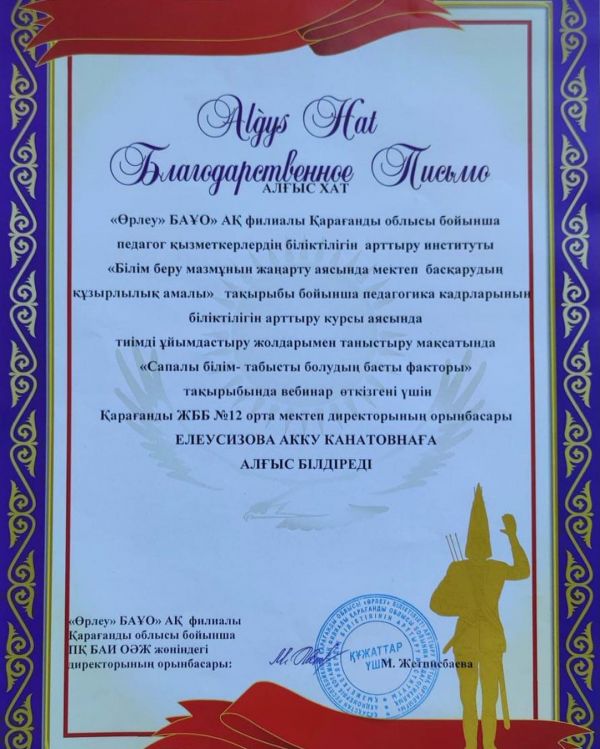 Alǵys Hat
Благодарственное Письмо
АЛҒЫС ХАТ
«Өрлеу» БАҰО» АҚ филиалы Қарағанды облысы бойынша
педагог қызметкерлердің біліктілігін арттыру институты
«Білім беру мазмұнын жаңарту аясында мектеп басқарудың
құзырлылық амалы» тақырыбы бойынша педагогика кадрларының
біліктілігін арттыру курсы аясында
тиімді ұйымдастыру жолдарымен таныстыру мақсатында
«Сапалы білім- табысты болудың басты факторы»
тақырыбында вебинар өткізгені үшін
Қарағанды ЖББ №12 орта мектеп директорының орынбасары
ЕЛЕУСИЗОВА АККУ КАНАТОВНАҒА
АЛҒЫС БІЛДІРЕДІ
«Өрлеу» БАҰО» АҚ филиалы
Қарағанды облысы бойынша
ПҚ БАИ ОӘЖ жөніндегі
директорының орынбасары:
М. Жетписбаева
ҚҰЖАТТАР
ҮШІН